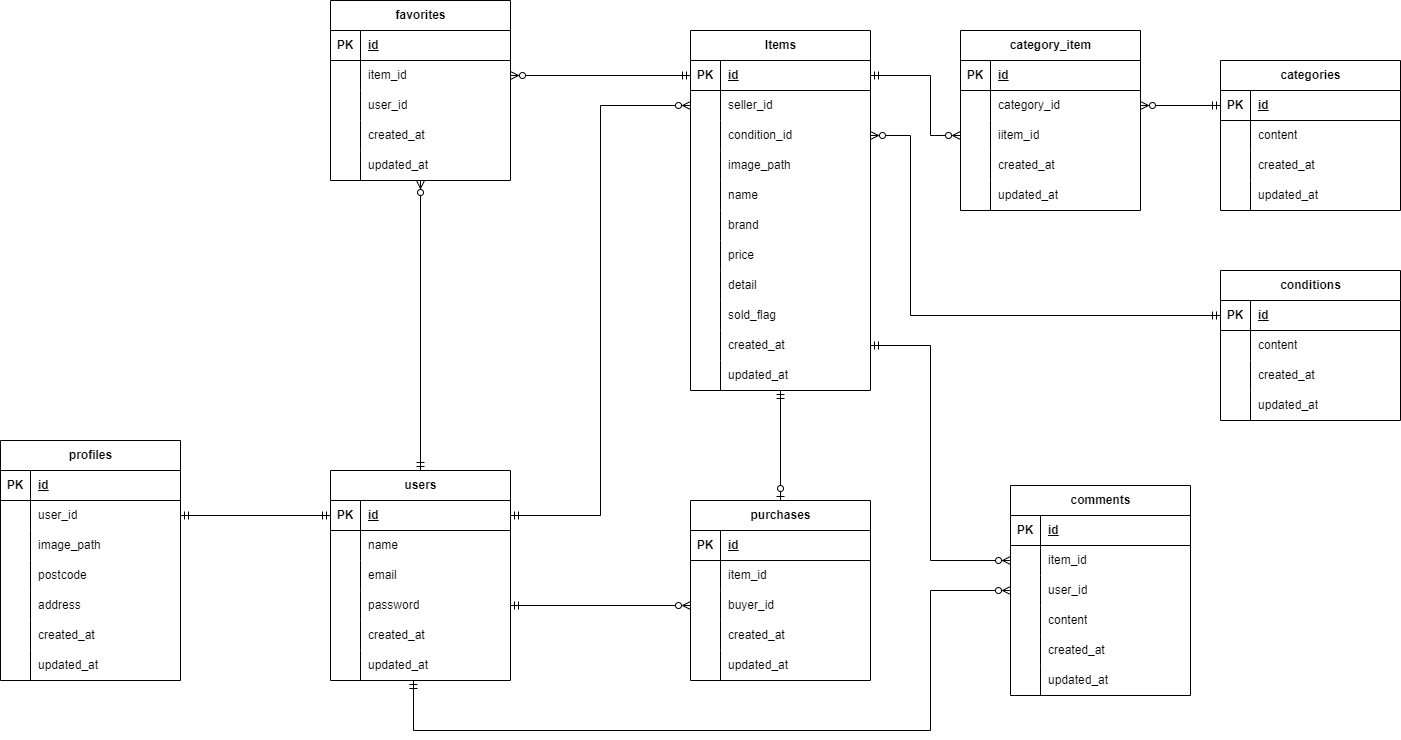 favorites
PK id
item_id
user_id
created_at
updated_at
Items
PK id
seller_id
condition_id
image_path
name
brand
price
detail
sold_flag
created_at
updated_at
category_item
PK id
category_id
iitem_id
created_at
updated_at
categories
PK id
content
created_at
updated_at
conditions
PK id
content
created_at
updated_at
profiles
PK id
user_id
image_path
postcode
address
created_at
updated_at
users
PK id
name
email
password
created_at
updated_at
purchases
PK id
item_id
buyer_id
created_at
updated_at
comments
PK id
item_id
user_id
content
created_at
updated_at